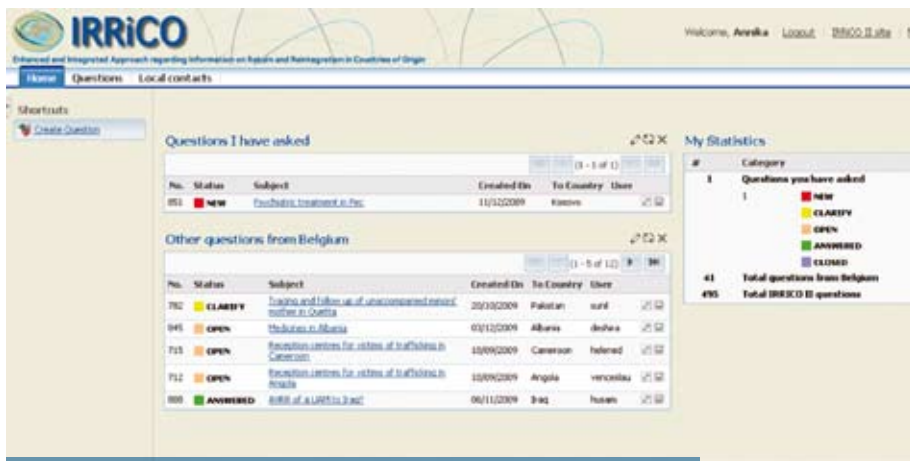 IRRiCO
Enhanced and Integrated Approach regarding Information on Return and Reintegration in Countries of Origin
Welcome, Annika Logout IRRiCO II site
Home Questions Local contacts
Shortcuts
Create Question
Questions I have asked
(1 - 1 of 1)
No. Status Subject Created On To Country User
851 NEW Psychiatric treatment in Pec 11/12/2009 Kosovo
Other questions from Belgium
(1 - 5 of 12)
No. Status Subject Created On To Country User
782 CLARIFY Tracing and follow up of unaccompanied minors'
mother in Quetta 20/10/2009 Pakistan sunil
845 OPEN Medicines in Albania 03/12/2009 Albania
715 OPEN Reception centres for victims of trafficking in
Cameroon 10/09/2009 Cameroon helened
712 OPEN Reception centres for victims of trafficking in
Angola 10/09/2009 Angola venceslau
808 ANSWERED AVRR of a UAM to Iraq? 06/11/2009 Iraq husam
My Statistics
# Category
1 Questions you have asked
1 NEW
CLARIFY
OPEN
ANSWERED
CLOSED
41 Total questions from Belgium
495 Total IRRICO II questions